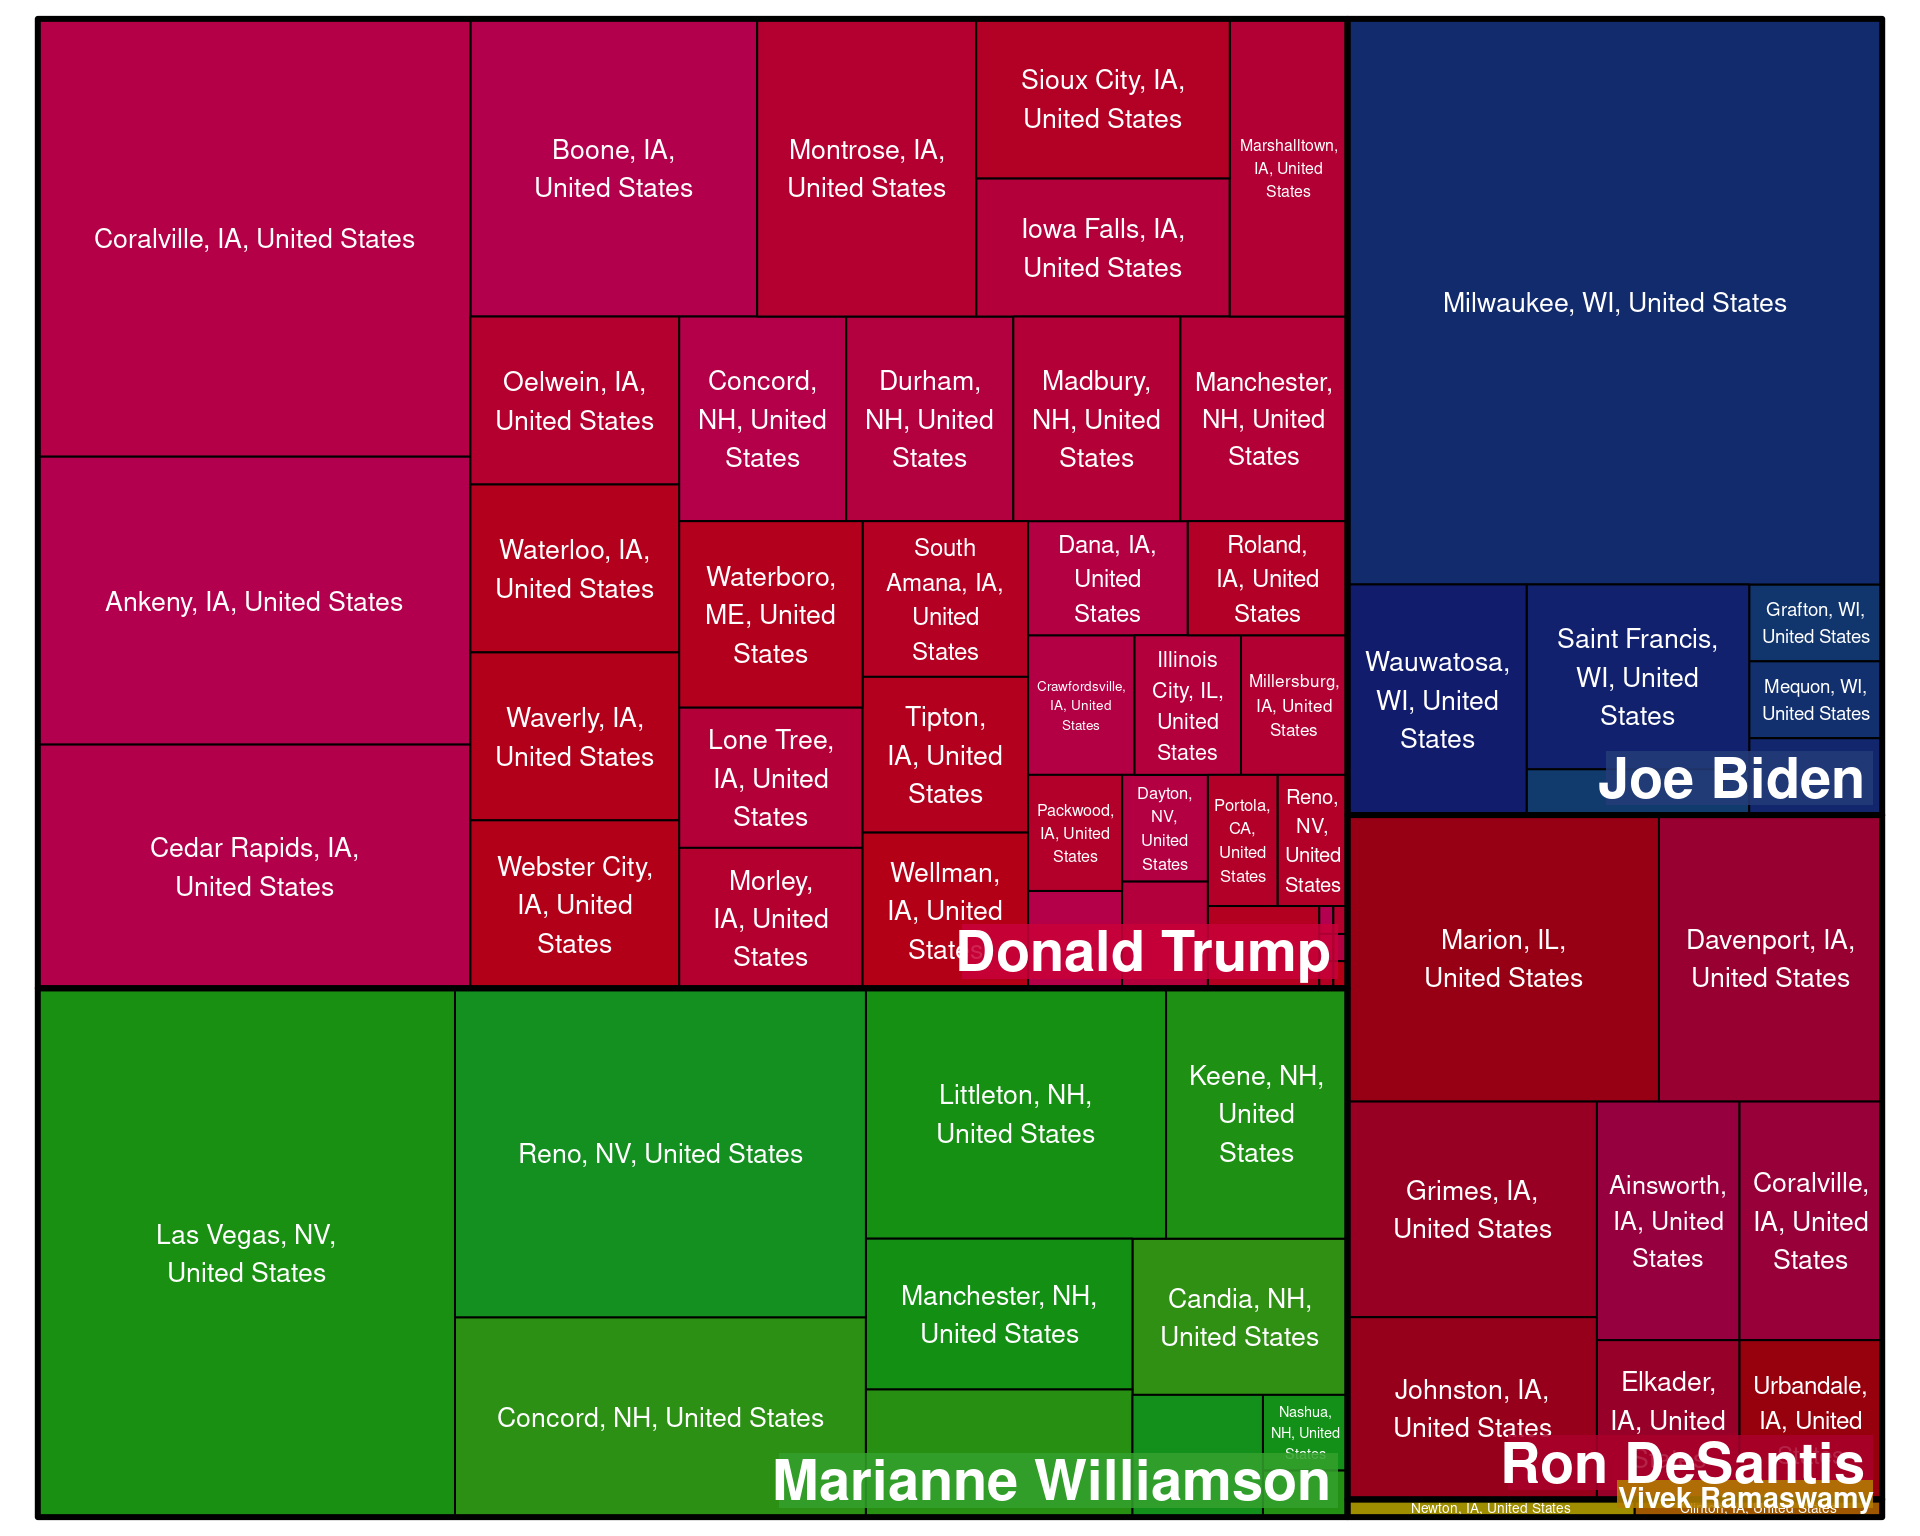 Coralville, IA, United States
Ankeny, IA, United States
Cedar Rapids, IA,
United States
Boone, IA,
United States
Montrose, IA,
United States
Sioux City, IA,
United States
Iowa Falls, IA,
United States
Marshalltown,
IA, United
States
Oelwein, IA,
United States
Waterloo, IA,
United States
Waverly, IA,
United States
Webster City,
IA, United
States
Concord,
NH, United
States
Durham,
NH, United
States
Madbury,
NH, United
States
Manchester,
NH, United
States
Waterboro,
ME, United
States
Lone Tree,
IA, United
States
Morley,
IA, United
States
South
Amana, IA,
United
States
Tipton,
IA, United
States
Wellman,
IA, United
States
Dana, IA,
United
States
Roland,
IA, United
States
Crawfordsville,
IA, United
States
Illinois
City, IL,
United
States
Millersburg,
IA, United
States
Packwood,
IA, United
States
Dayton,
NV,
United
States
Portola,
CA,
United
States
Reno,
NV,
United
States
Donald Trump
Las Vegas, NV,
United States
Reno, NV, United States
Concord, NH, United States
Littleton, NH,
United States
Keene, NH,
United
States
Manchester, NH,
United States
Candia, NH,
United States
Nashua,
NH, United
States
Marianne Williamson
Milwaukee, WI, United States
Wauwatosa,
WI, United
States
Saint Francis,
WI, United
States
Grafton, WI,
United States
Mequon, WI,
United States
Joe Biden
Marion, IL,
United States
Davenport, IA,
United States
Grimes, IA,
United States
Johnston, IA,
United States
Ainsworth,
IA, United
States
Coralville,
IA, United
States
Elkader,
IA, United
States
Urbandale,
IA, United
States
Ron DeSantis
Newton, IA, United States
Clinton, IA, United States
Vivek Ramaswamy